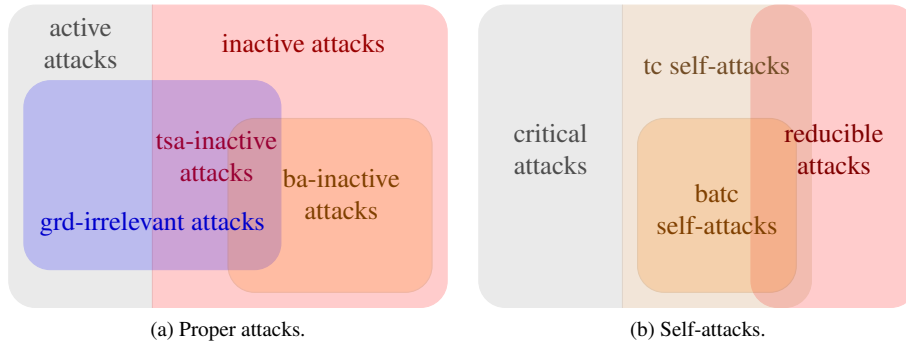 active
attacks
inactive attacks
tsa-inactive
attacks
ba-inactive
attacks
grd-irrelevant attacks
(a) Proper attacks.
tc self-attacks
critical
attacks
reducible
attacks
batc
self-attacks
(b) Self-attacks.